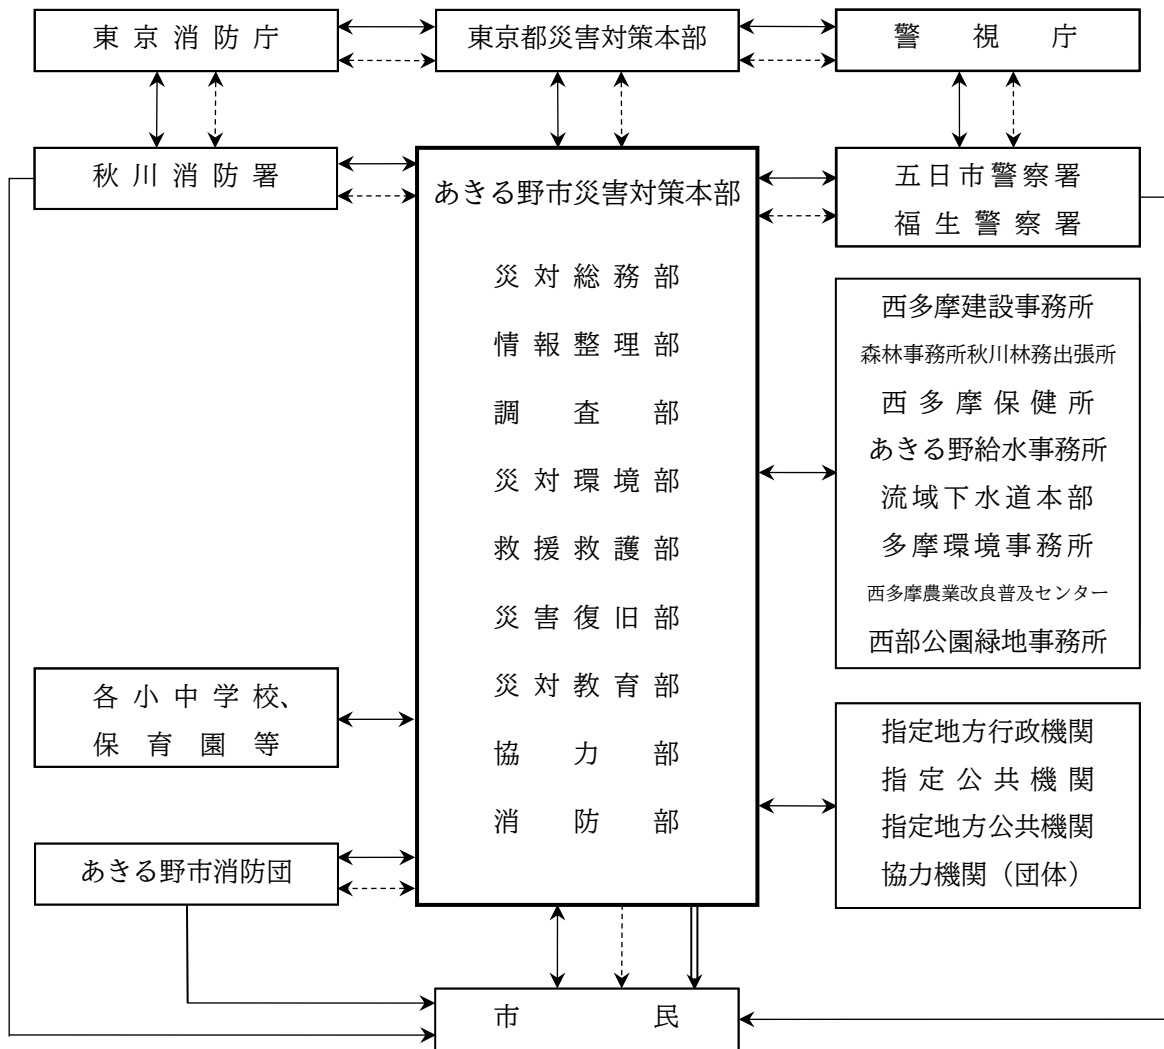 東京消防庁
東京都災害対策本部
警視庁
秋川消防署
あきる野市災害対策本部
災対総務部
情報整理部
調査部
災対環境部
救援救護部
災害復旧部
災対教育部
協力部
消防部
五日市警察署
福生警察署
西多摩建設事務所
森林事務所秋川林務出張所
西多摩保健所
あきる野給水事務所
流域下水道本部
多摩環境事務所
西多摩農業改良普及センター
西部公園緑地事務所
各小中学校、
保育園等
指定地方行政機関
指定公共機関
指定地方公共機関
協力機関（団体）
あきる野市消防団
市民